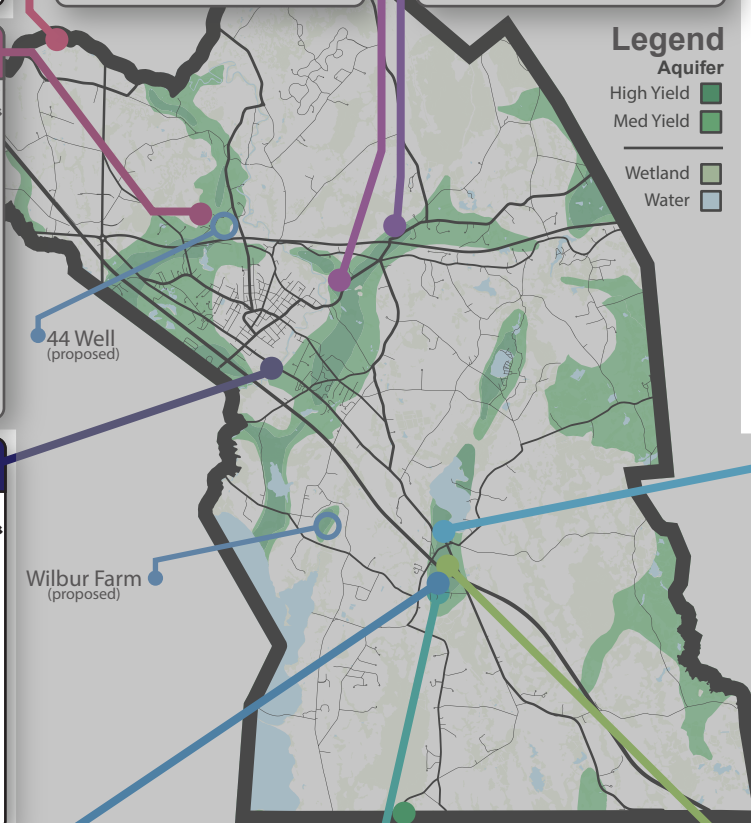 Legend
Aquifer
High Yield
Med Yield
Wetland
Water
44 Well
(proposed)
Wilbur Farm
(proposed)